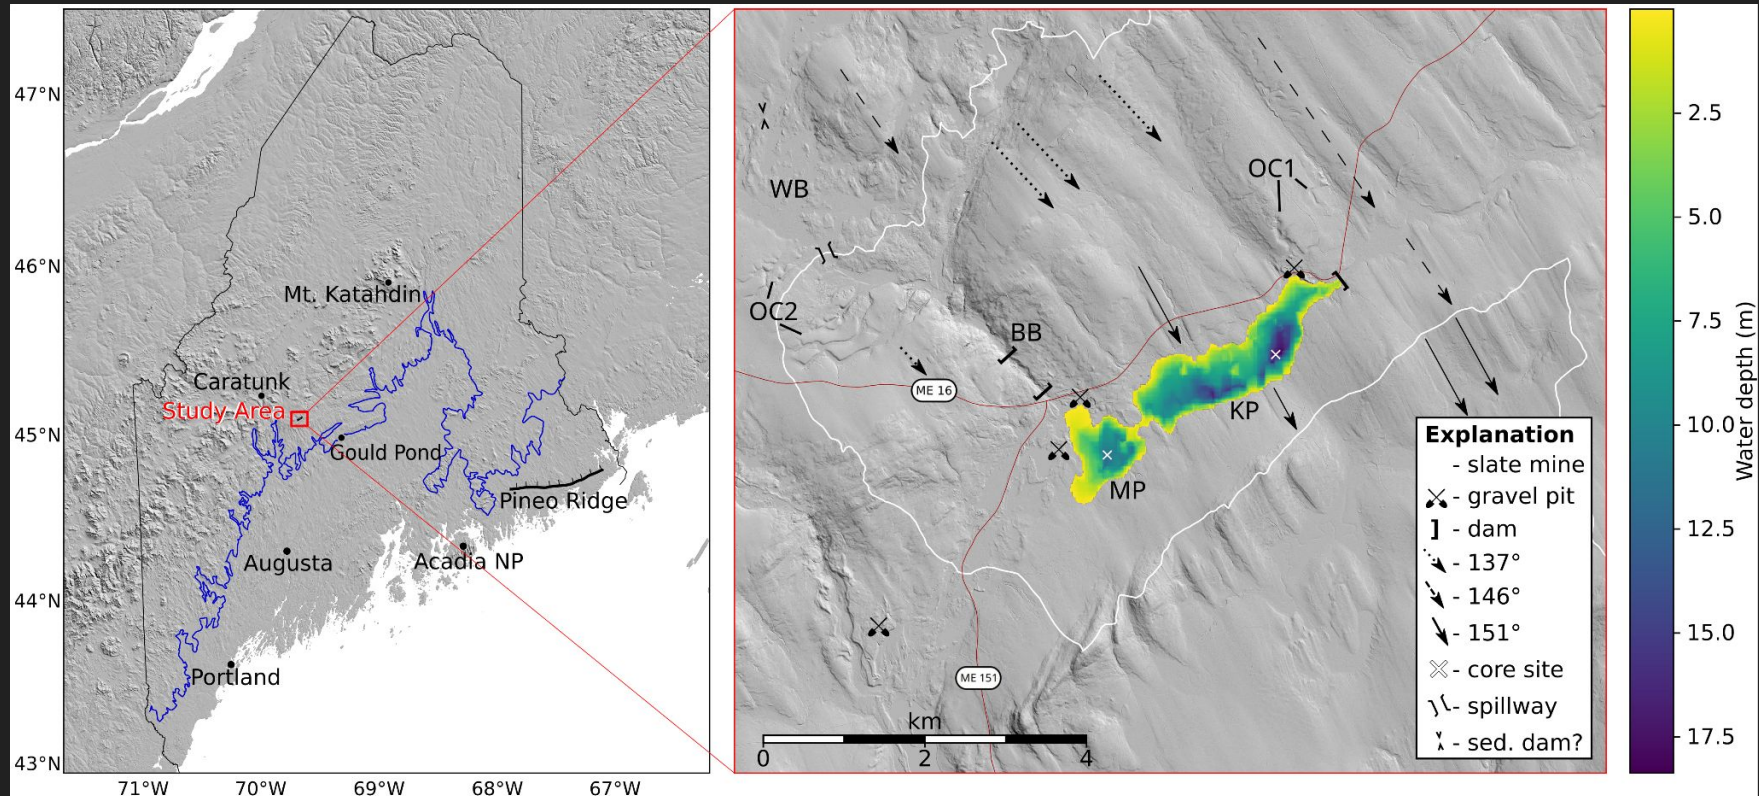 47°N
46°N
45°N
44°N
43°N
71°W
70°W
69°W
68°W
67°W
Mt. Katahdin
Caratunk
Study Area
Gould Pond
Pineo Ridge
Augusta
Acadia NP
Portland
WB
OC1
OC2
BB
ME 16
KP
MP
ME 151
km
0 2 4
Explanation
- slate mine
- gravel pit
- dam
- 137°
- 146°
- 151°
- core site
- spillway
- sed. dam?
2.5
5.0
7.5
10.0
12.5
15.0
17.5
Water depth (m)